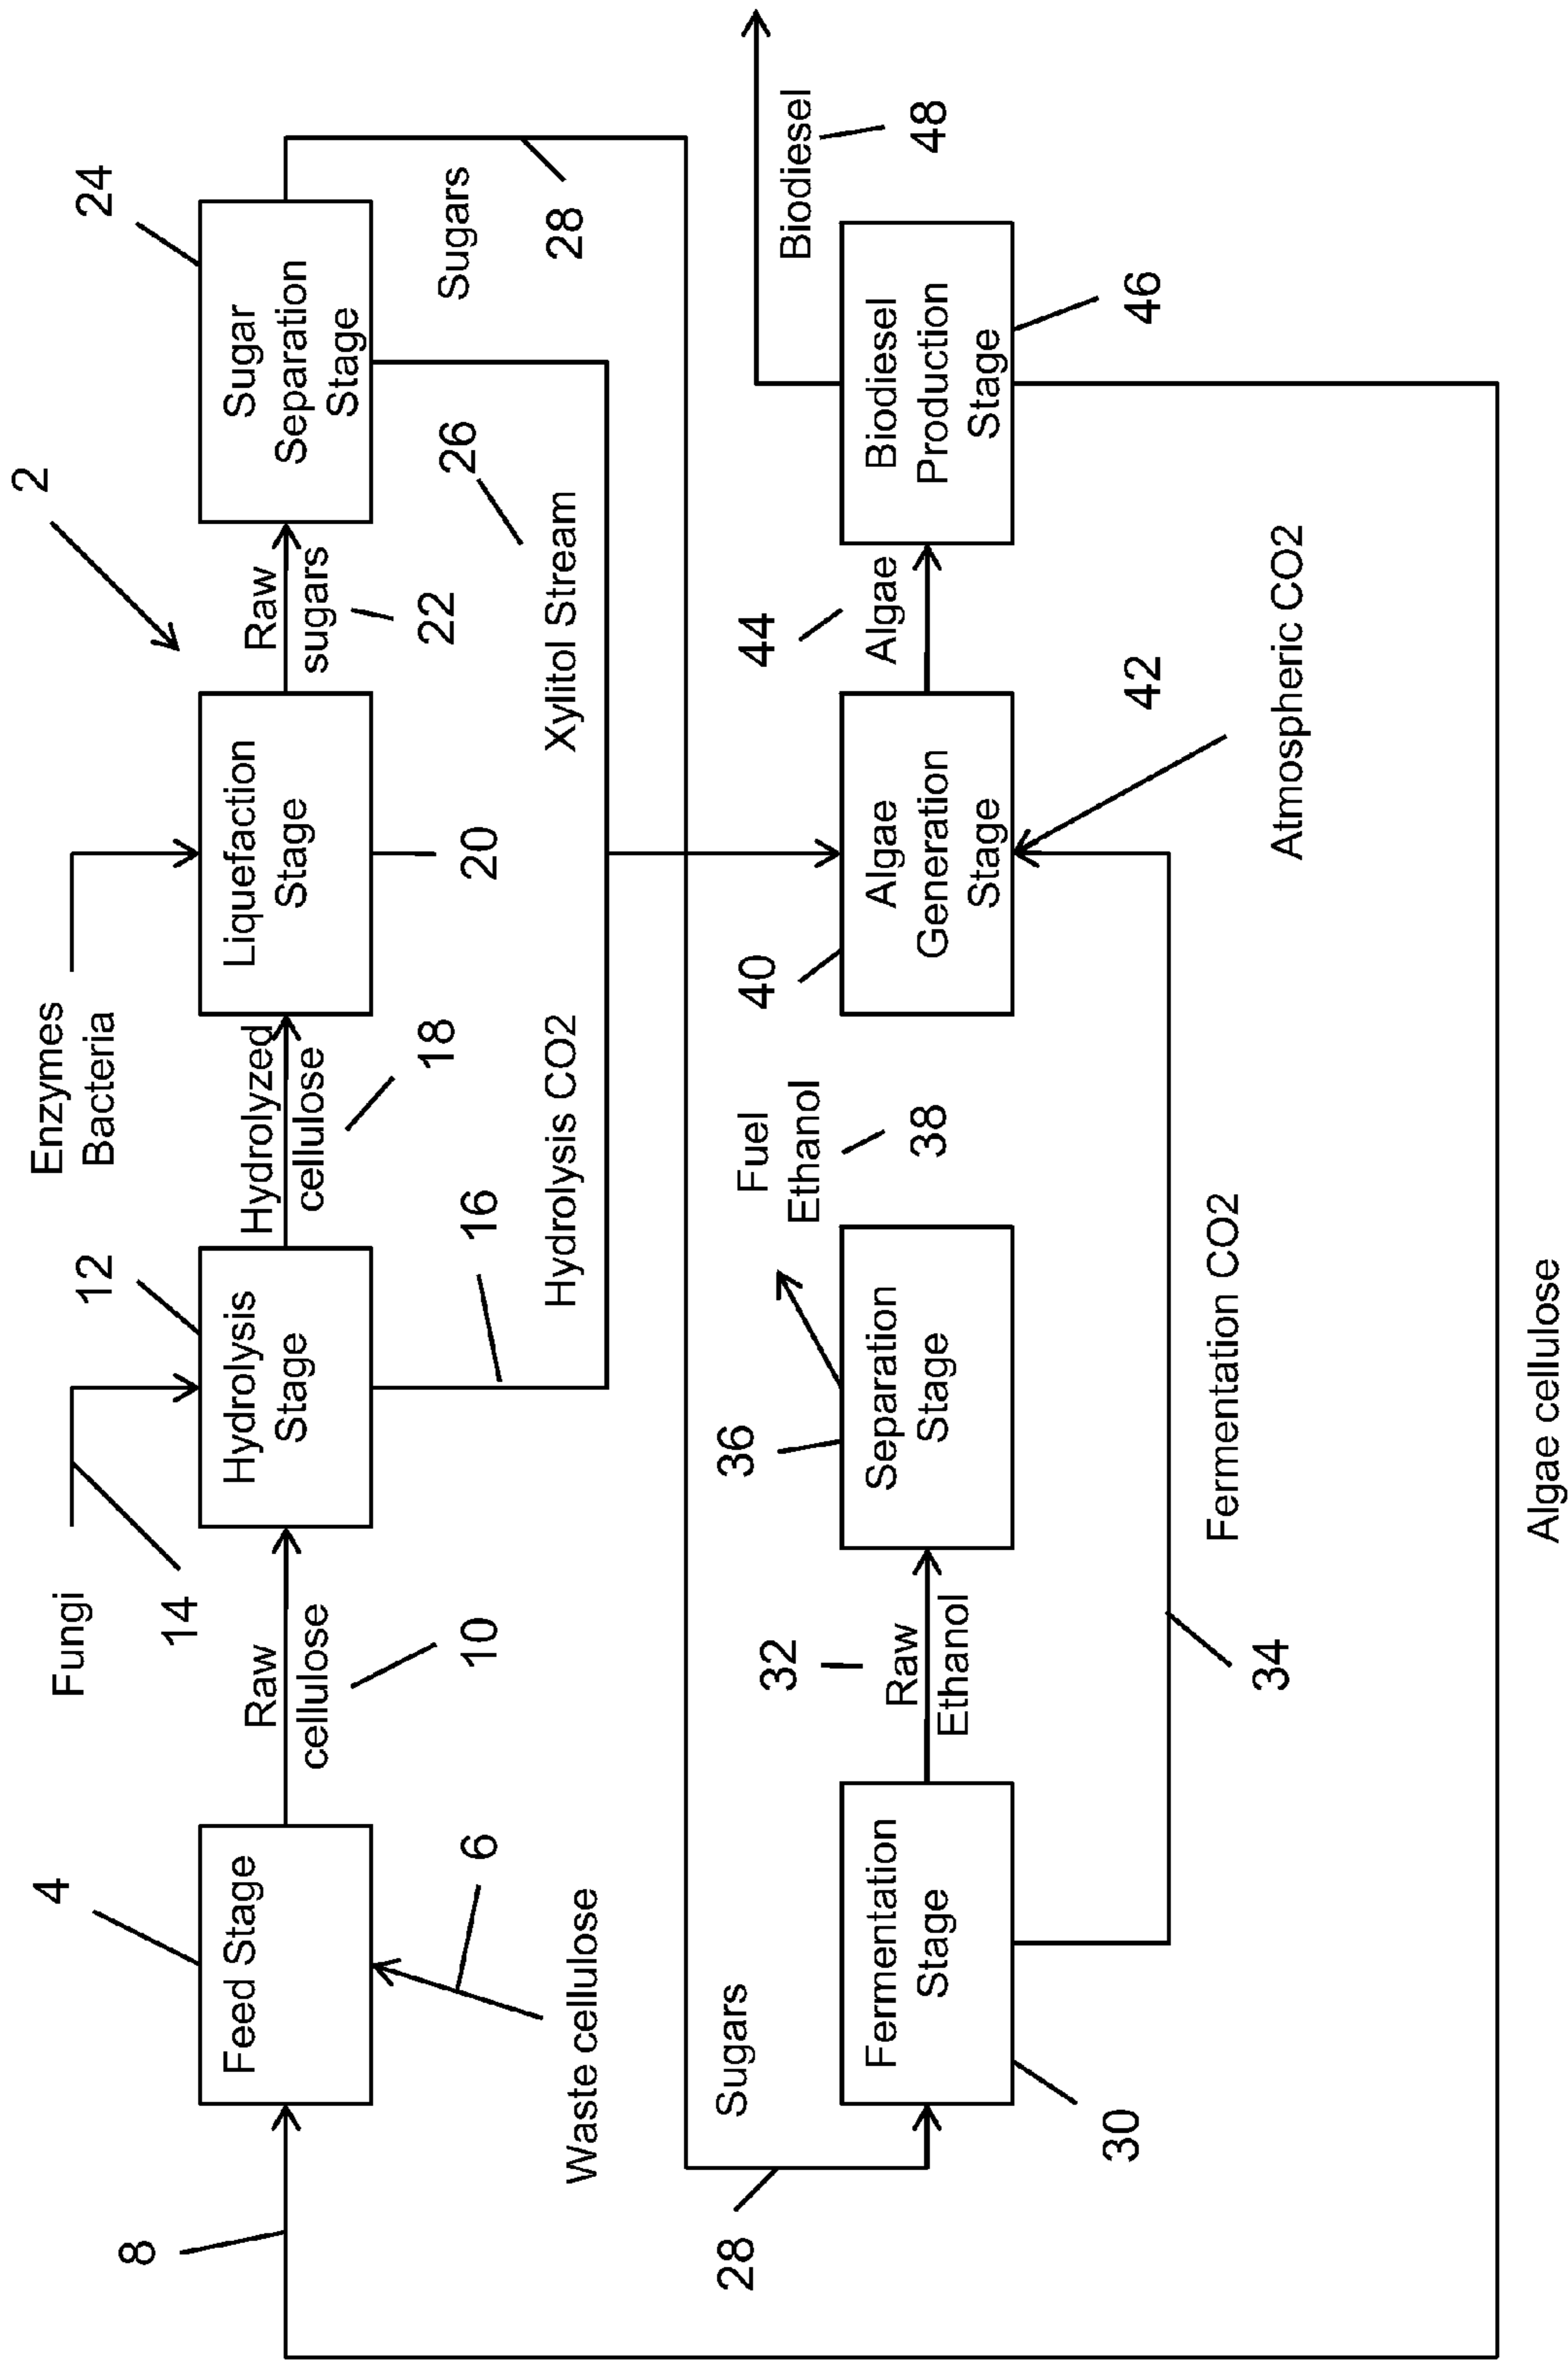 2
4
Feed Stage
8
6
Waste cellulose
Raw
cellulose
10
Fungi
14
12
Hydrolysis
Stage
16
Hydrolysis CO2
Hydrolyzed
cellulose
18
Enzymes
Bacteria
Liquefaction
Stage
20
Raw
sugars
22
24
Sugar
Separation
Stage
26
Xylitol Stream
Sugars
28
Sugars
28
Fermentation
Stage
30
32
Raw
Ethanol
34
Fermentation CO2
36
Separation
Stage
Fuel
Ethanol
38
40
Algae
Generation
Stage
42
Atmospheric CO2
44
Algae
Biodiesel
Production
Stage
46
Biodiesel
48
Algae cellulose